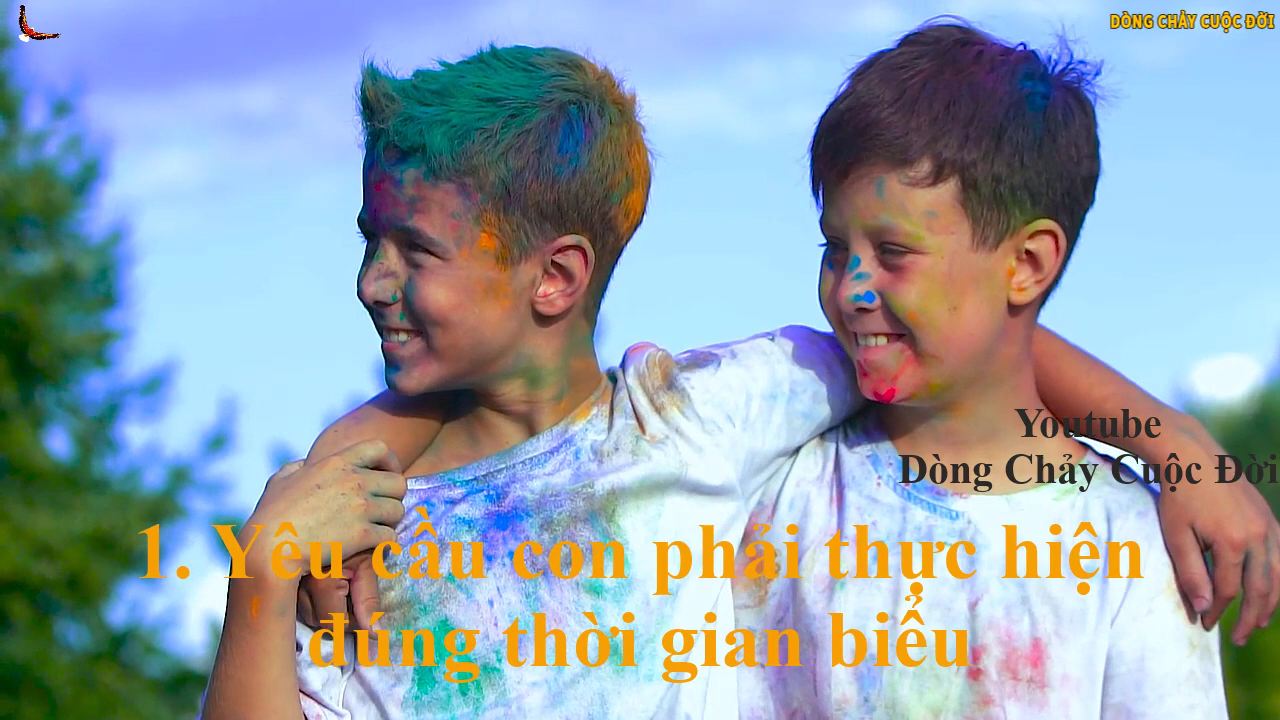 DÒNG CHẢY CUỘC ĐỜI
Youtube
Dòng Chảy Cuộc Đời
1. Yêu cầu con phải thực hiện
đúng thời gian biểu